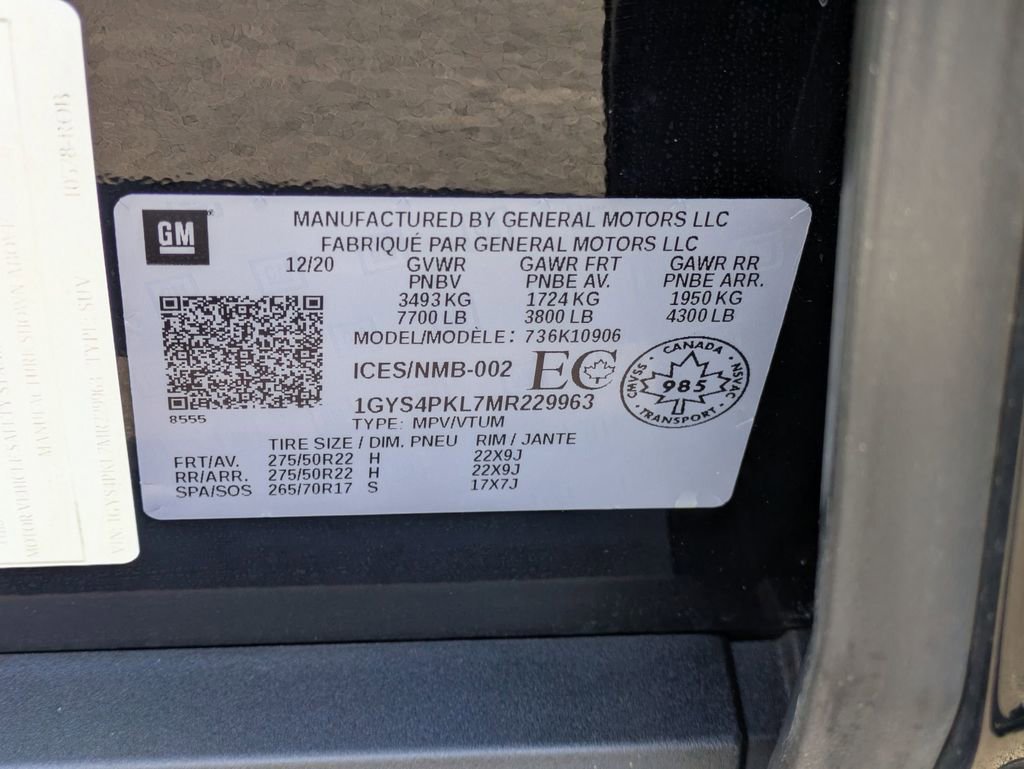 GM
MANUFACTURED BY GENERAL MOTORS LLC
FABRIQUÉ PAR GENERAL MOTORS LLC
12/20 GVWR GAWR FRT GAWR RR
PNBV PNBE AV. PNBE ARR.
3493 KG 1724 KG 1950 KG
7700 LB 3800 LB 4300 LB
MODEL/MODÈLE: 736K10906
ICES/NMB-002 EC
CANADA
CMVSS 985 NSVAC
TRANSPORT
1GYS4PKL7MR229963
8555
TYPE: MPV/VTUM
TIRE SIZE / DIM. PNEU RIM / JANTE
FRT/AV. 275/50R22 H 22X9J
RR/ARR. 275/50R22 H 22X9J
SPA/SOS 265/70R17 S 17X7J